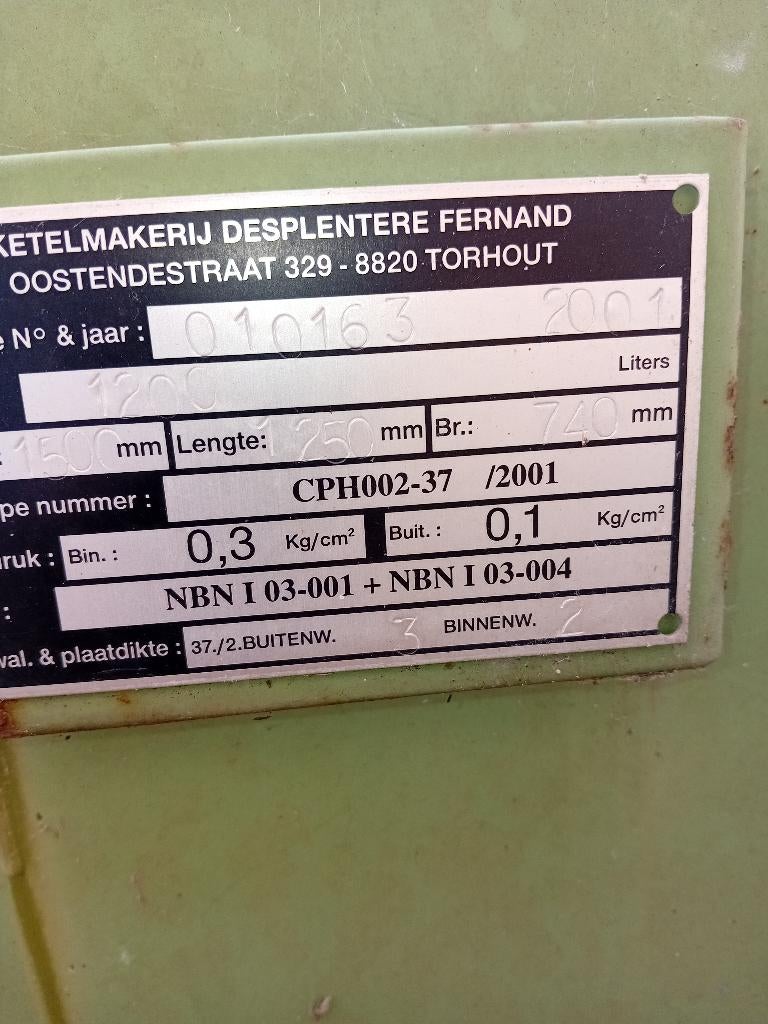 KETELMAKERIJ DESPLENTERE FERNAND
OOSTENDESTRAAT 329 - 8820 TORHOUT
N° & jaar : 010163 2001
1200 Liters
1500 mm Lengte: 1250 mm Br.: 740 mm
pe nummer : CPH002-37 /2001
ruk : Bin. : 0,3 Kg/cm² Buit. : 0,1 Kg/cm²
: NBN I 03-001 + NBN I 03-004
wal. & plaatdikte : 37./2.BUITENW. 3 BINNENW. 2